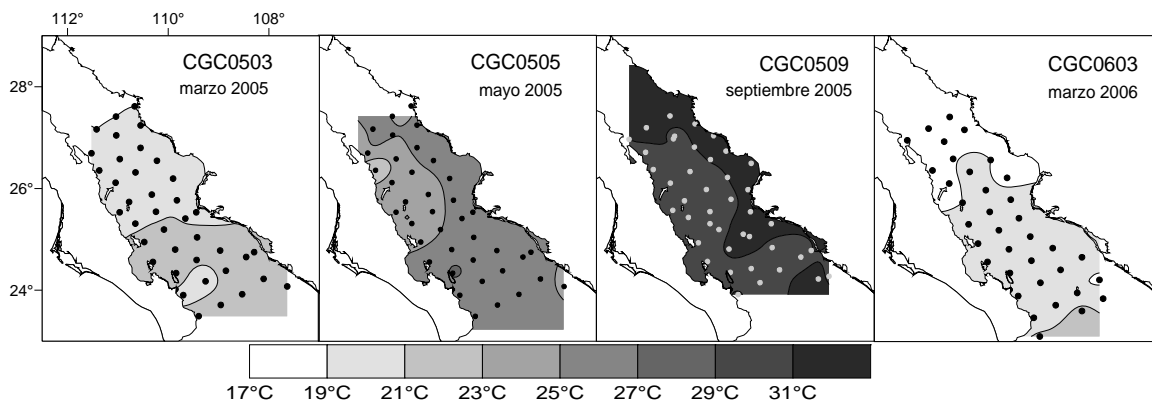 112° 110° 108°
CGC0503
marzo 2005
CGC0505
mayo 2005
CGC0509
septiembre 2005
CGC0603
marzo 2006
28°
26°
24°
17°C 19°C 21°C 23°C 25°C 27°C 29°C 31°C